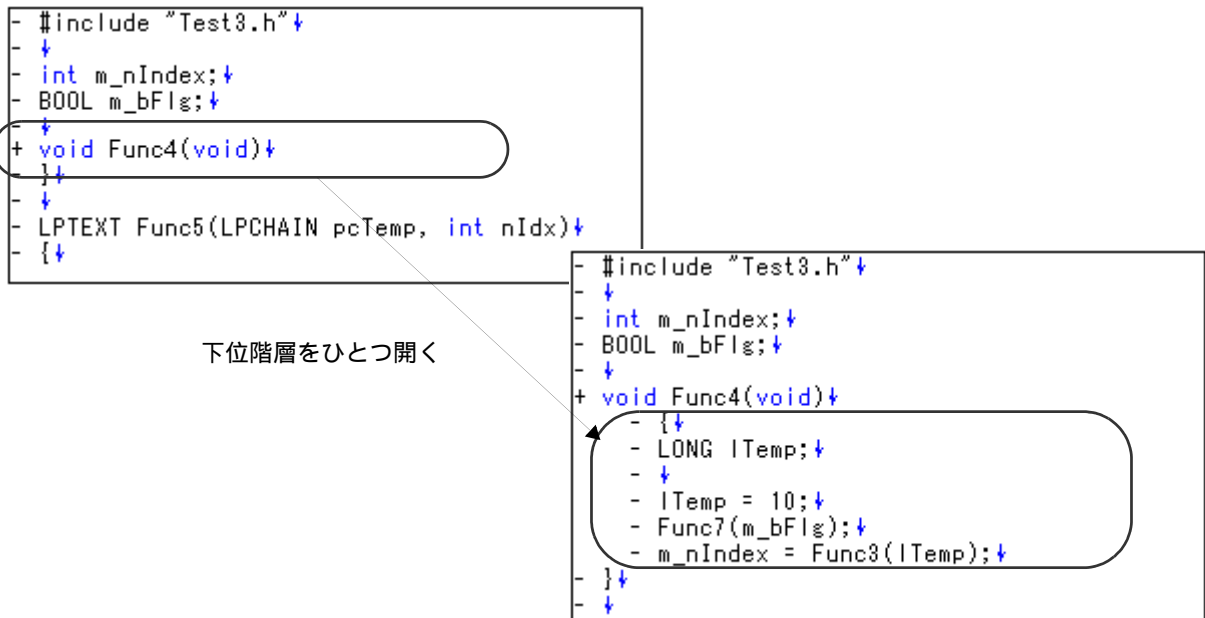 - #include "Test3.h"↓
- ↓
- int m_nIndex;↓
- BOOL m_bFlg;↓
- ↓
+ void Func4(void)↓
- }↓
- ↓
- LPTEXT Func5(LPCHAIN pcTemp, int nIdx)↓
- {↓
下位階層をひとつ開く
- #include "Test3.h"↓
- ↓
- int m_nIndex;↓
- BOOL m_bFlg;↓
- ↓
+ void Func4(void)↓
- {↓
- LONG lTemp;↓
- ↓
- lTemp = 10;↓
- Func7(m_bFlg);↓
- m_nIndex = Func3(lTemp);↓
- }↓
- ↓